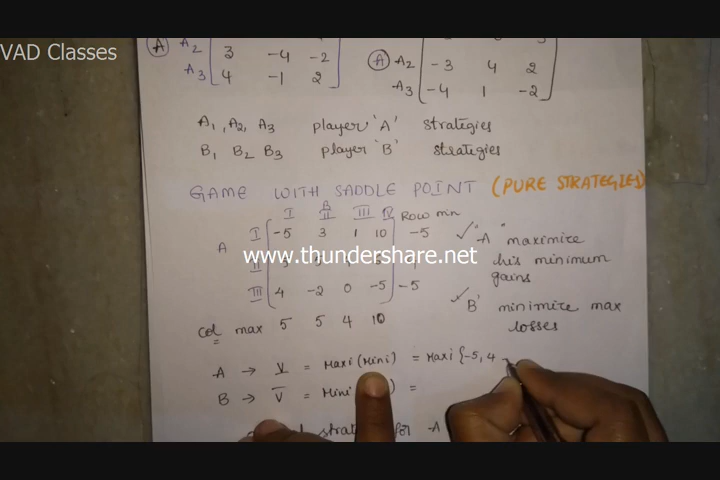 VAD Classes
A A2 3 -4 -2
A3 4 -1 2
A A2 -3 4 2
A3 -4 1 -2
A1, A2, A3 player 'A' strategies
B1 B2 B3 player 'B' strategies
GAME WITH SADDLE POINT (PURE STRATEGIES)
B
I II III IV Row min
A I -5 3 1 10 -5
"A" maximize his minimum gains
www.thundershare.net
II
III 4 -2 0 -5 -5
B' minimize max losses
Col max 5 5 4 10
A → V = Maxi (Mini) = Maxi {-5, 4
B → V = Mini ) =
strat for A